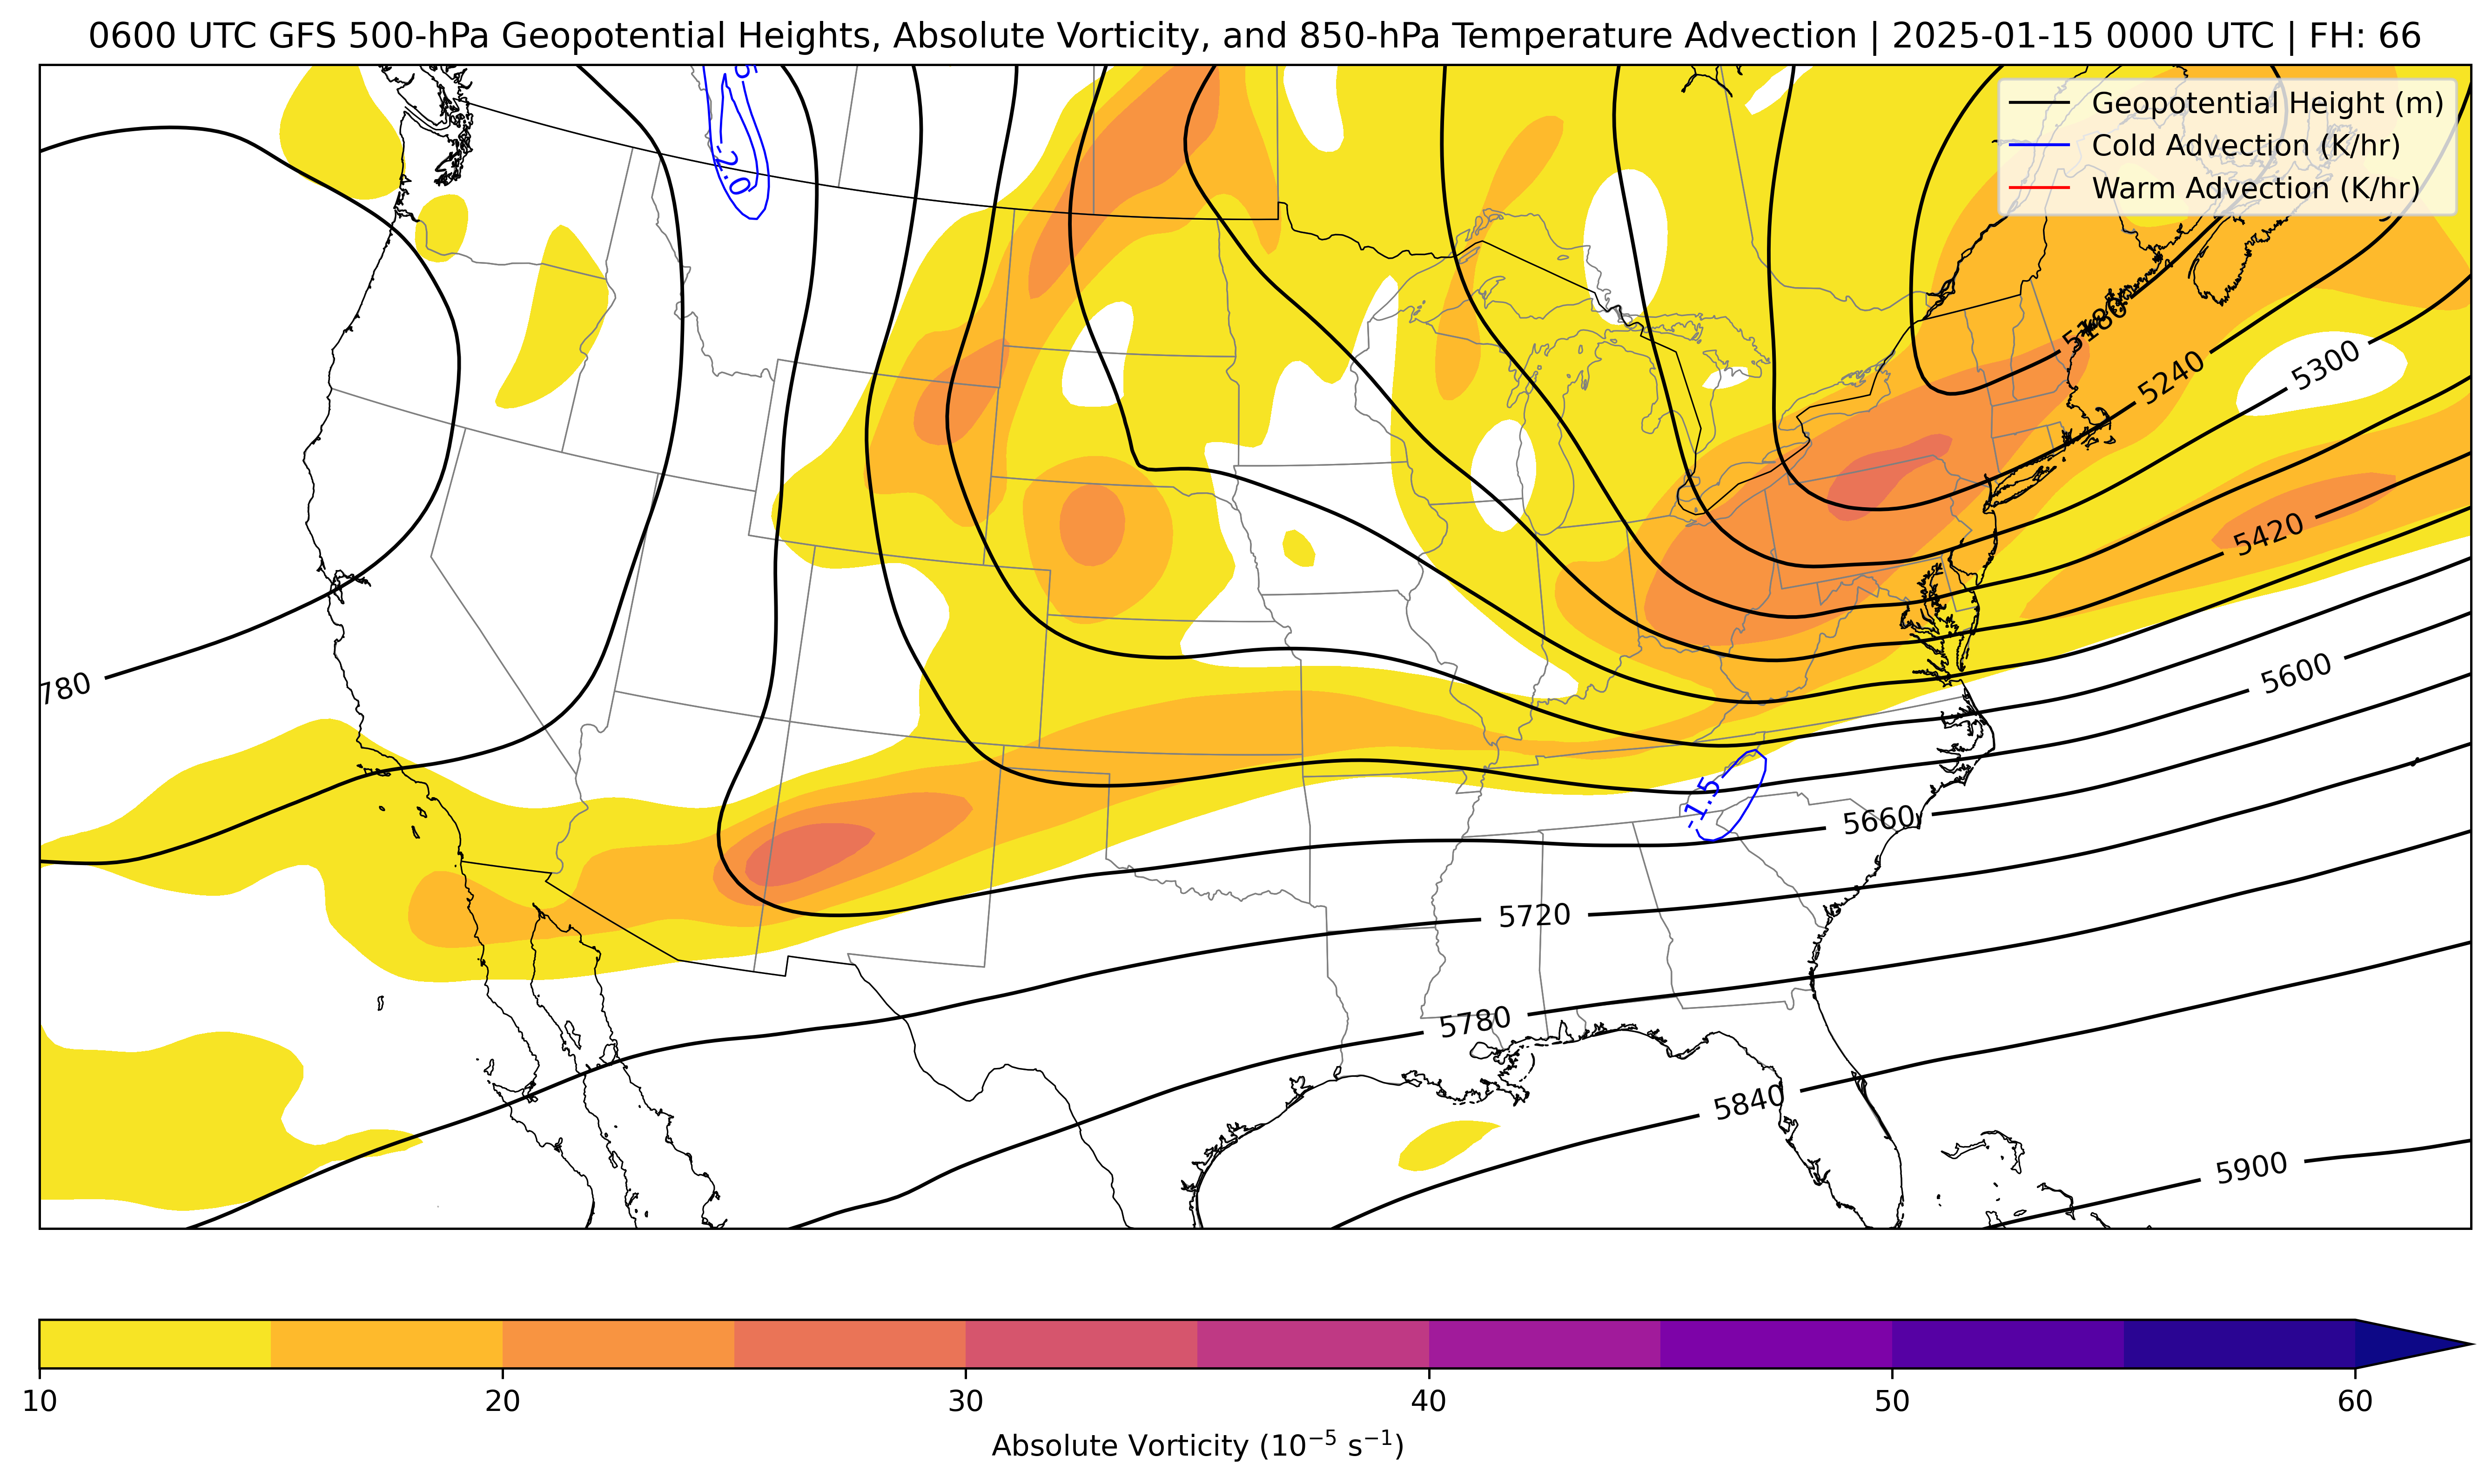 0600 UTC GFS 500-hPa Geopotential Heights, Absolute Vorticity, and 850-hPa Temperature Advection | 2025-01-15 0000 UTC | FH: 66
Geopotential Height (m)
Cold Advection (K/hr)
Warm Advection (K/hr)
-2.0
5180
5240
5300
5420
5600
780
-1.5
5660
5720
5780
5840
5900
10 20 30 40 50 60
Absolute Vorticity (10⁻⁵ s⁻¹)